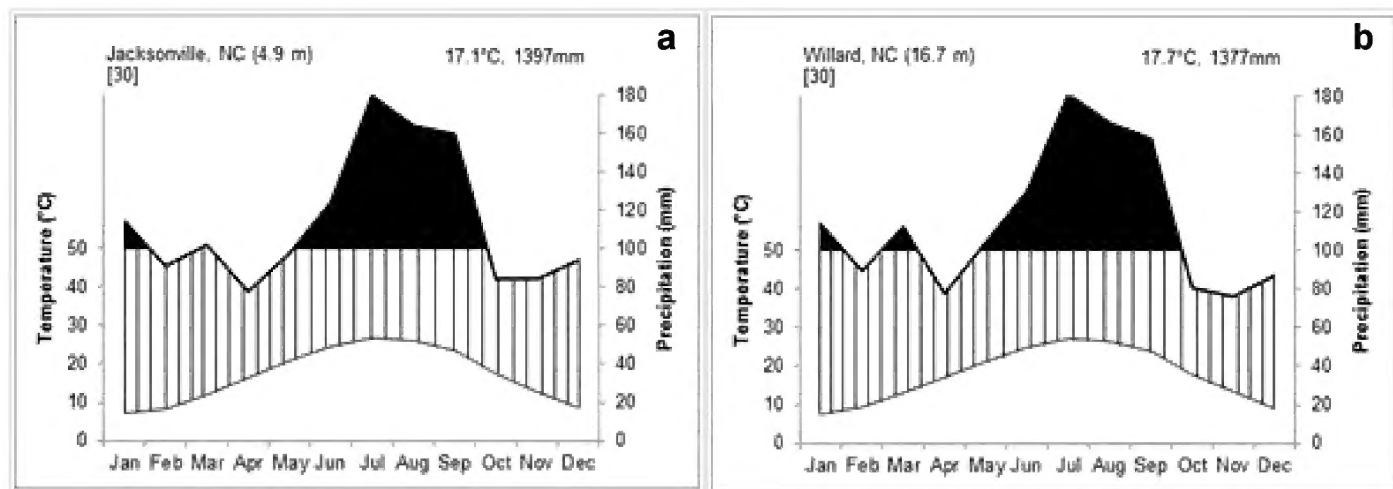 a
Jacksonville, NC (4.9 m)
17.1°C, 1397mm
[30]
180
160
140
120
100
80
60
40
20
0
50
40
30
20
10
0
Temperature (°C)
Precipitation (mm)
Jan Feb Mar Apr May Jun Jul Aug Sep Oct Nov Dec
b
Willard, NC (16.7 m)
17.7°C, 1377mm
[30]
180
160
140
120
100
80
60
40
20
0
50
40
30
20
10
0
Temperature (°C)
Precipitation (mm)
Jan Feb Mar Apr May Jun Jul Aug Sep Oct Nov Dec